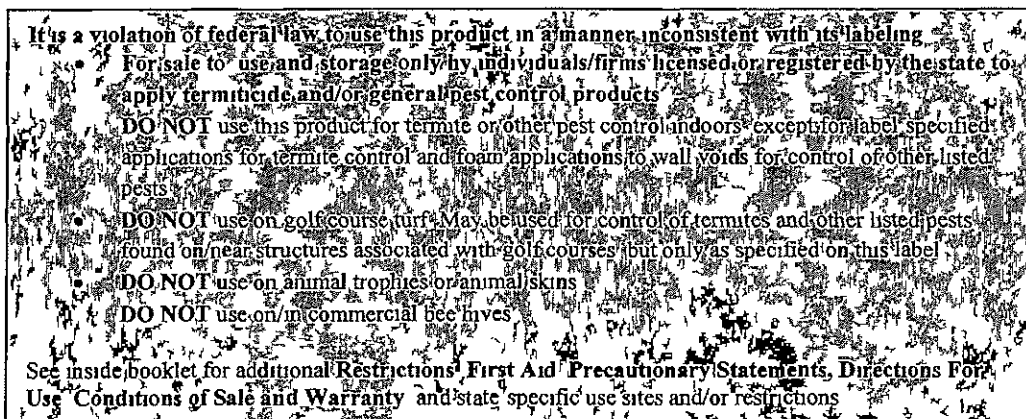 It is a violation of federal law to use this product in a manner inconsistent with its labeling
• For sale to use and storage only by individuals/firms licensed or registered by the state to
apply termiticide and/or general pest control products
DO NOT use this product for termite or other pest control indoors except for label specified
applications for termite control and foam applications to wall voids for control of other listed
pests
• DO NOT use on golf course turf May be used for control of termites and other listed pests
found on/near structures associated with golf courses but only as specified on this label
• DO NOT use on animal trophies or animal skins
DO NOT use on/in commercial bee hives
See inside booklet for additional Restrictions First Aid Precautionary Statements, Directions For
Use Conditions of Sale and Warranty and state specific use sites and/or restrictions